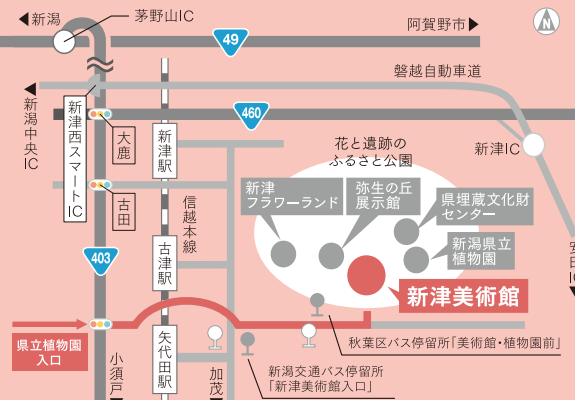 ◀新潟
茅野山IC
49
阿賀野市▶
N
磐越自動車道
新潟中央IC
新津西スマートIC
大鹿
460
新津駅
花と遺跡の
ふるさと公園
新津IC
古田
信越本線
新津
フラワーランド
弥生の丘
展示館
県埋蔵文化財
センター
新潟県立
植物園
安田IC
403
古津駅
新津美術館
県立植物園
入口
矢代田駅
秋葉区バス停留所「美術館・植物園前」
小須戸
加茂
新潟交通バス停留所
「新津美術館入口」